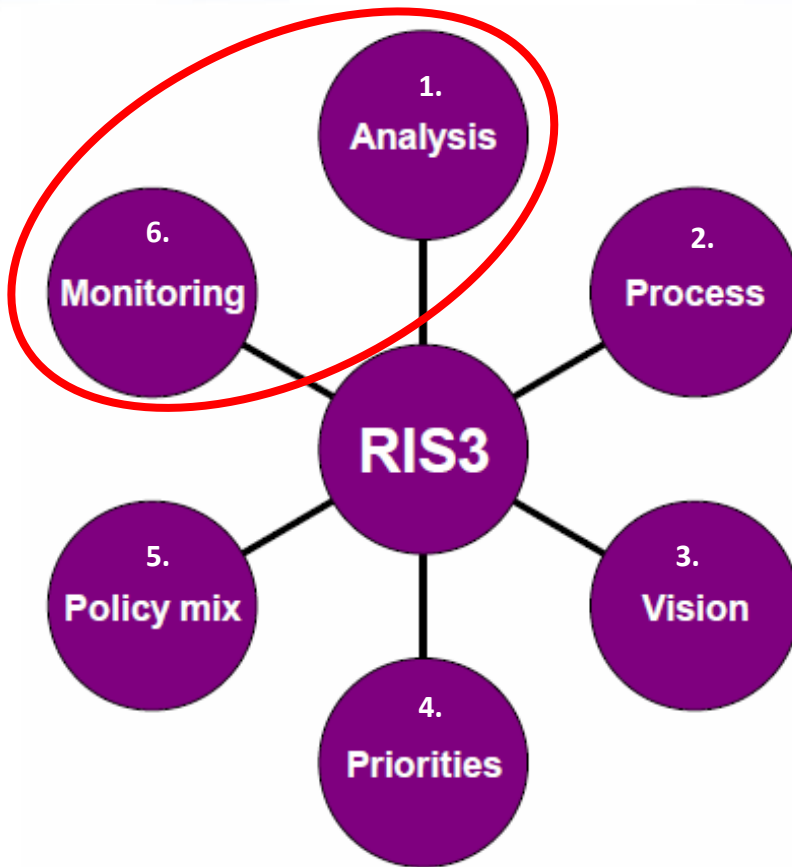 1.
Analysis
2.
Process
3.
Vision
4.
Priorities
5.
Policy mix
6.
Monitoring
RIS3